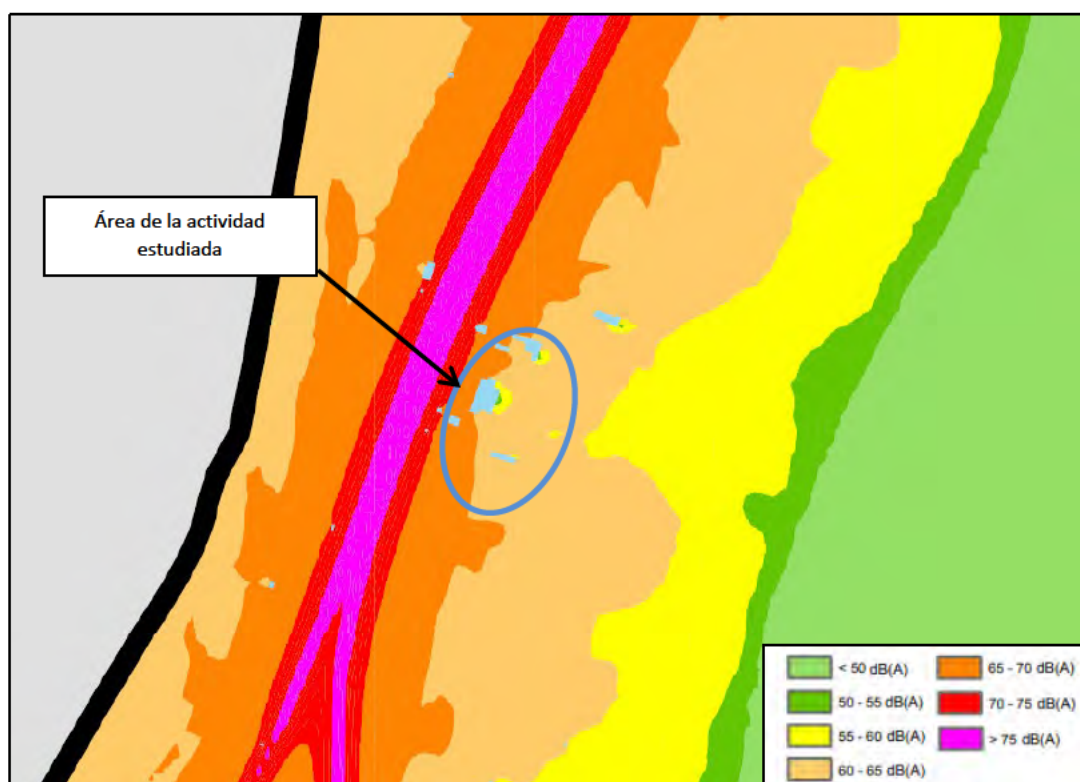 Área de la actividad
estudiada
< 50 dB(A)
50 - 55 dB(A)
55 - 60 dB(A)
60 - 65 dB(A)
65 - 70 dB(A)
70 - 75 dB(A)
> 75 dB(A)